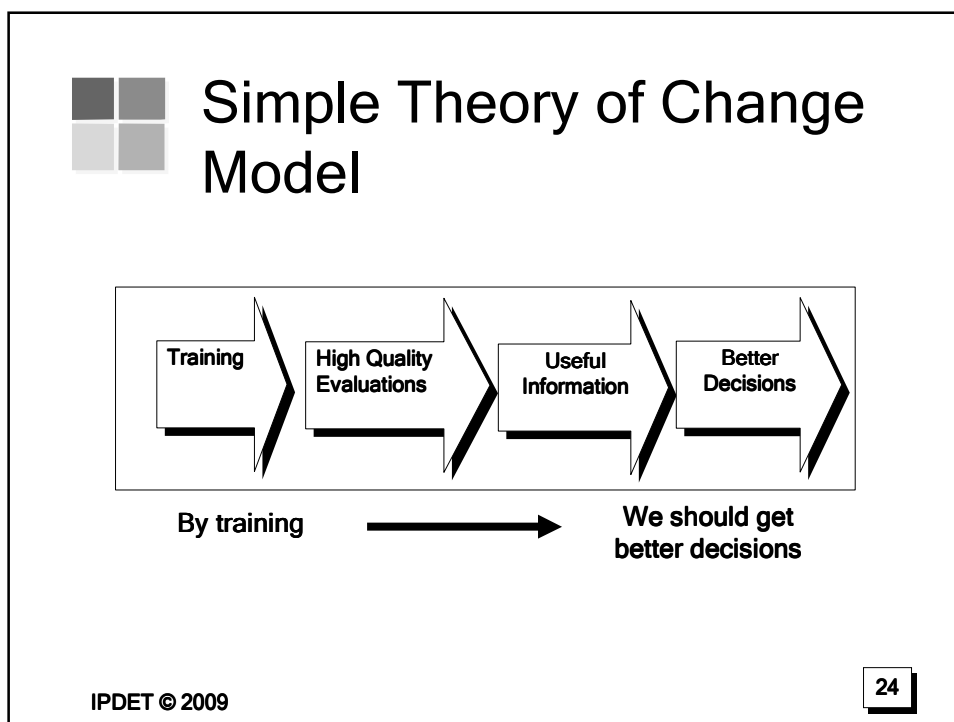 Simple Theory of Change
Model
Training
High Quality
Evaluations
Useful
Information
Better
Decisions
By training
We should get
better decisions
IPDET © 2009
24